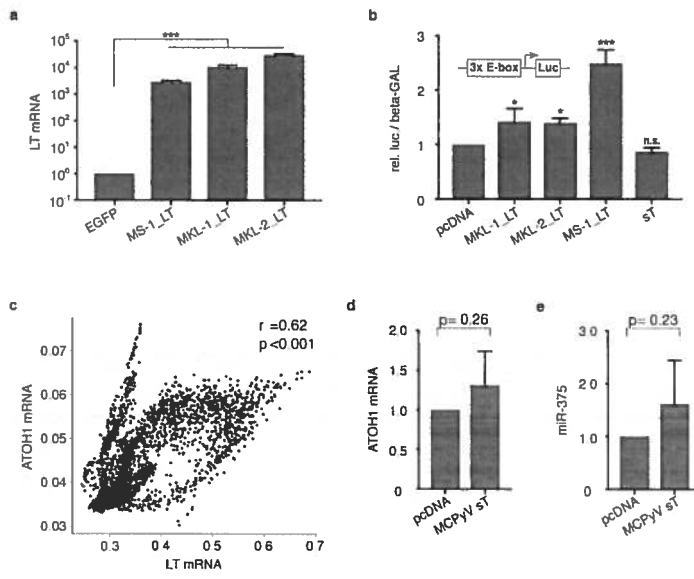 a
***
LT mRNA
10^5
10^4
10^3
10^2
10^1
10^0
10^-1
EGFP
MS-1_LT
MKL-1_LT
MKL-2_LT
b
3x E-box
Luc
rel. luc / beta-GAL
3
2
1
0
*
*
***
n.s.
pcDNA
MKL-1_LT
MKL-2_LT
MS-1_LT
sT
c
r =0.62
p<0.001
ATOH1 mRNA
0.07
0.06
0.05
0 04
0 03
0 3
0 4
0 5
0 6
0 7
LT mRNA
d
p= 0.26
ATOH1 mRNA
2.0
1 5
1.0
0 5
0
pcDNA
MCPyV sT
e
p= 0.23
miR-375
3 0
2 0
1 0
0
pcDNA
MCPyV sT